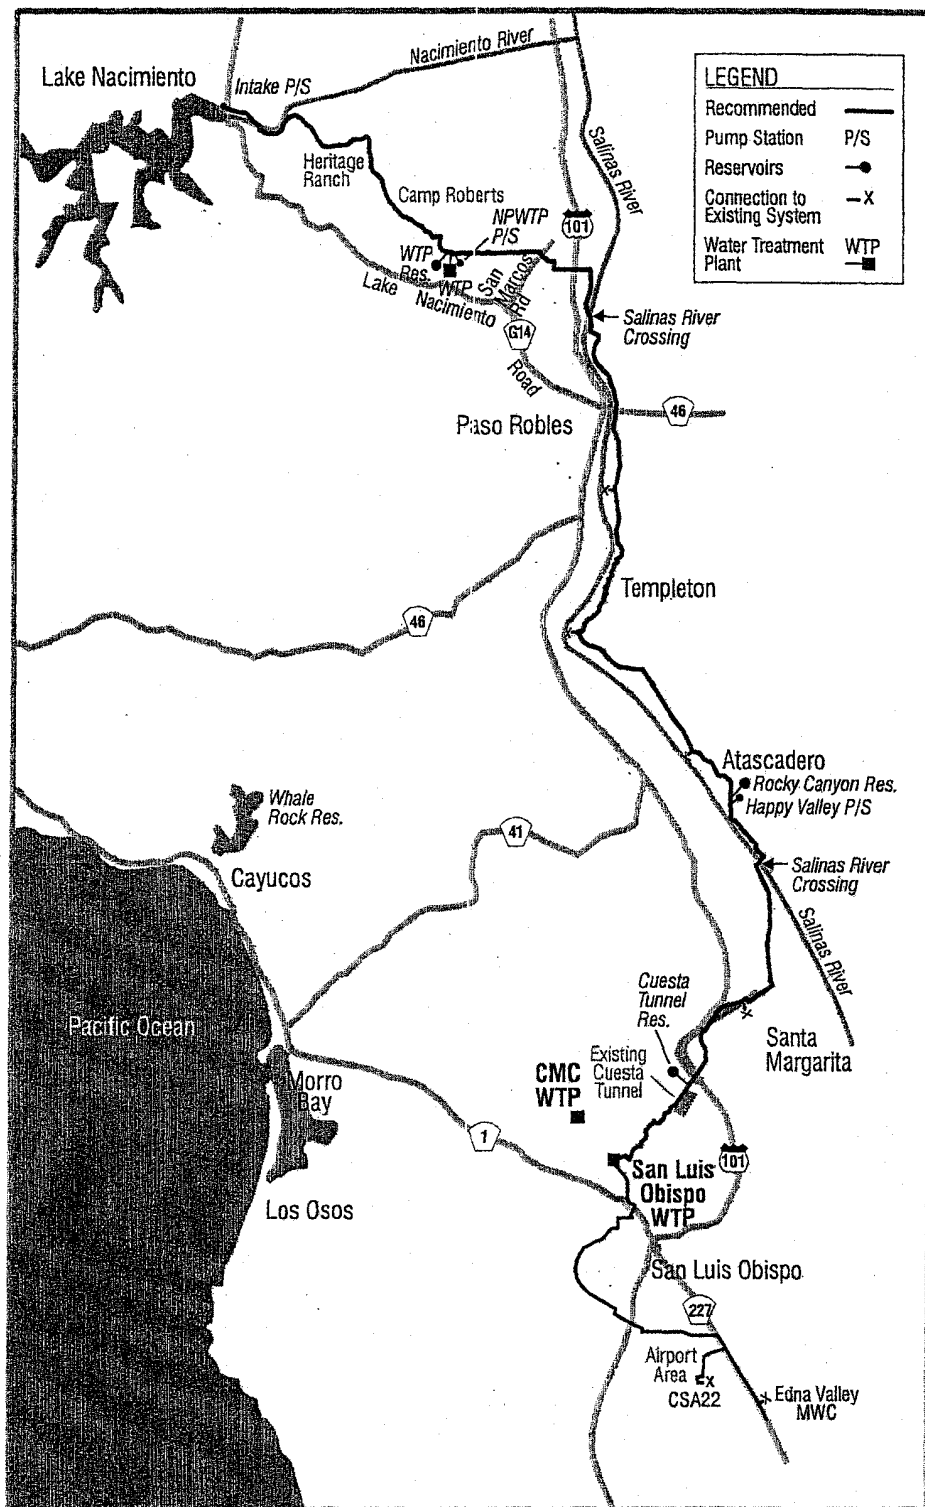 Lake Nacimiento
Intake P/S
Nacimiento River
LEGEND
Recommended
Pump Station P/S
Reservoirs
Connection to
Existing System X
Water Treatment
Plant
WTP
Salinas River
Heritage
Ranch
Camp Roberts
NPWTP
P/S
101
WTP
Res.
WTP
San
Marcos
Rd
Lake
Nacimiento
Road
G14
Salinas River
Crossing
46
Paso Robles
X
Templeton
46
Atascadero
Rocky Canyon Res.
Happy Valley P/S
Whale
Rock Res.
41
Cayucos
Salinas River
Crossing
Salinas River
Cuesta
Tunnel
Res.
X
Santa
Margarita
Pacific Ocean
Existing
Cuesta
Tunnel
CMC
WTP
Morro
Bay
1
101
San Luis
Obispo
WTP
Los Osos
San Luis Obispo
227
Airport
Area
X
CSA22
X
Edna Valley
MWC